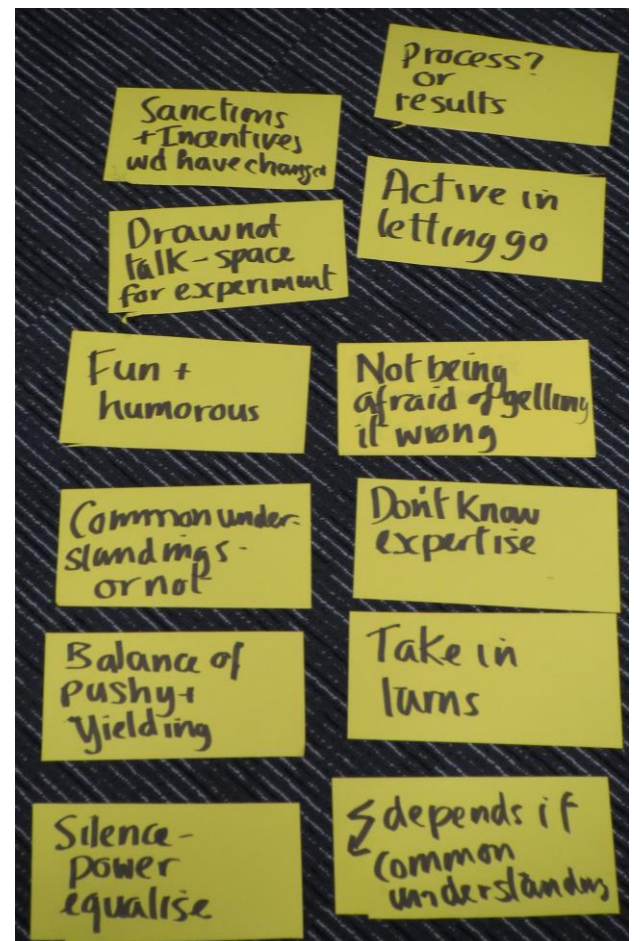 Process?
or
results
Sanctions
+ Incentives
wd have changed
Active in
letting go
Draw not
talk - space
for experiment
Fun +
humorous
Not being
afraid of getting
it wrong
Common under-
standings -
or not
Don't Know
expertise
Balance of
pushy +
Yielding
Take in
turns
Silence -
power
equalise
depends if
common
understanding